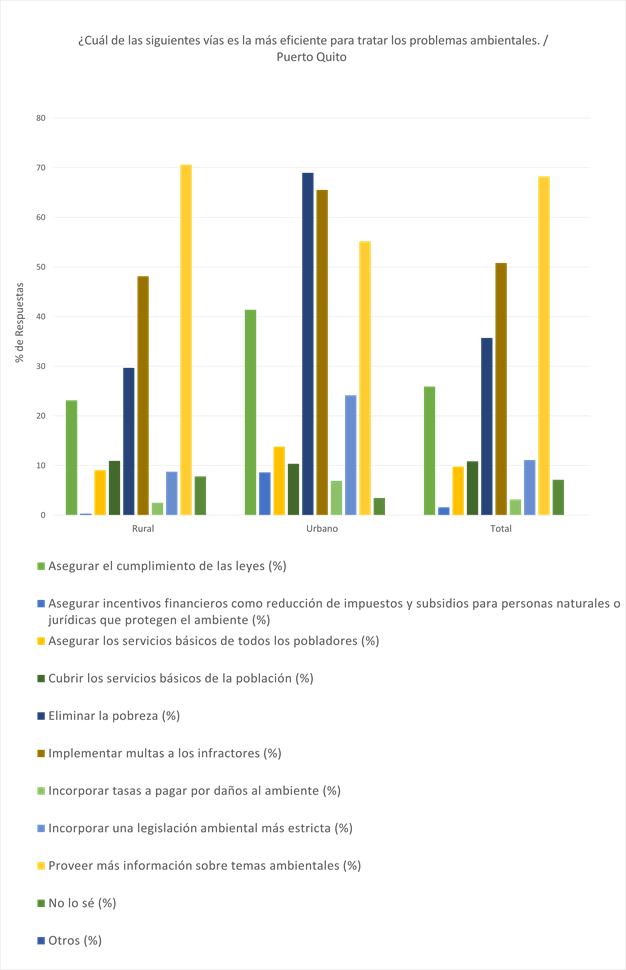 ¿Cuál de las siguientes vías es la más eficiente para tratar los problemas ambientales. /
Puerto Quito
80
70
60
50
40
30
20
10
0
% de Respuestas
Rural
Urbano
Total
Asegurar el cumplimiento de las leyes (%)
Asegurar incentivos financieros como reducción de impuestos y subsidios para personas naturales o
jurídicas que protegen el ambiente (%)
Asegurar los servicios básicos de todos los pobladores (%)
Cubrir los servicios básicos de la población (%)
Eliminar la pobreza (%)
Implementar multas a los infractores (%)
Incorporar tasas a pagar por daños al ambiente (%)
Incorporar una legislación ambiental más estricta (%)
Proveer más información sobre temas ambientales (%)
No lo sé (%)
Otros (%)